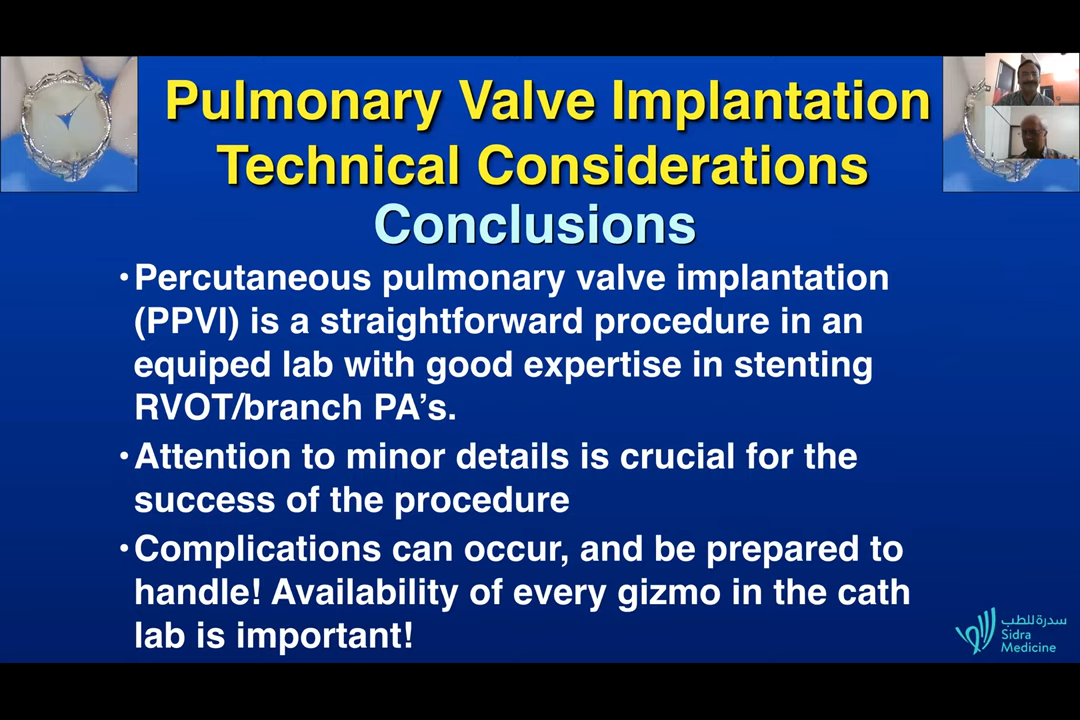 Pulmonary Valve Implantation
Technical Considerations
Conclusions
•Percutaneous pulmonary valve implantation
(PPVI) is a straightforward procedure in an
equiped lab with good expertise in stenting
RVOT/branch PA’s.
•Attention to minor details is crucial for the
success of the procedure
•Complications can occur, and be prepared to
handle! Availability of every gizmo in the cath
lab is important!
سدرة للطب
Sidra
Medicine